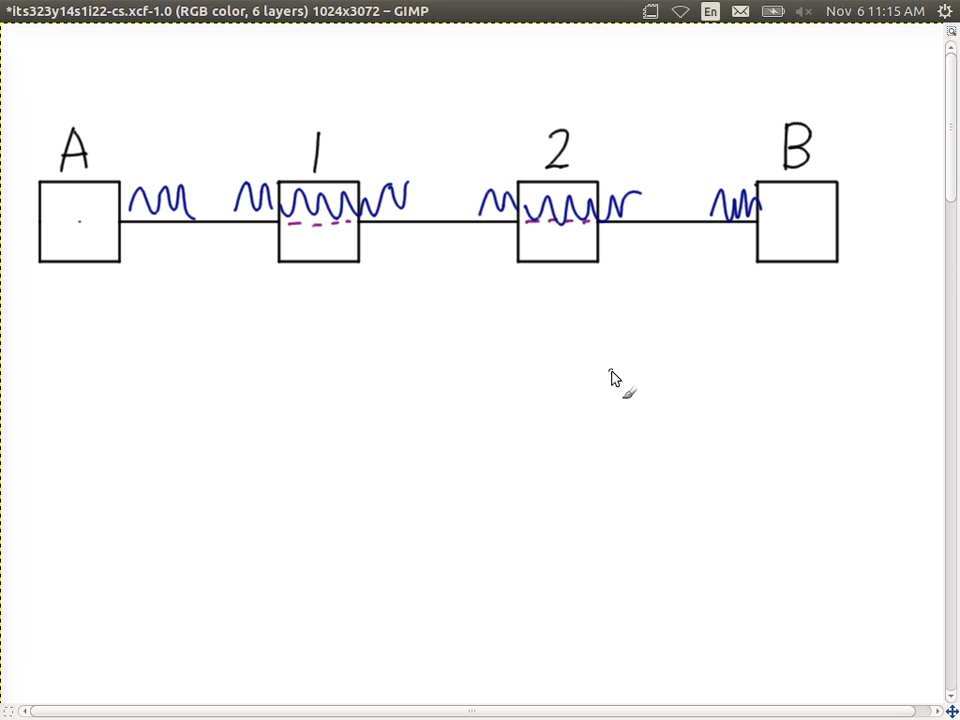 *its323y14s1l22-cs.xcf-1.0 (RGB color, 6 layers) 1024x3072 – GIMP
En
Nov 6 11:15 AM
A 1 2 B